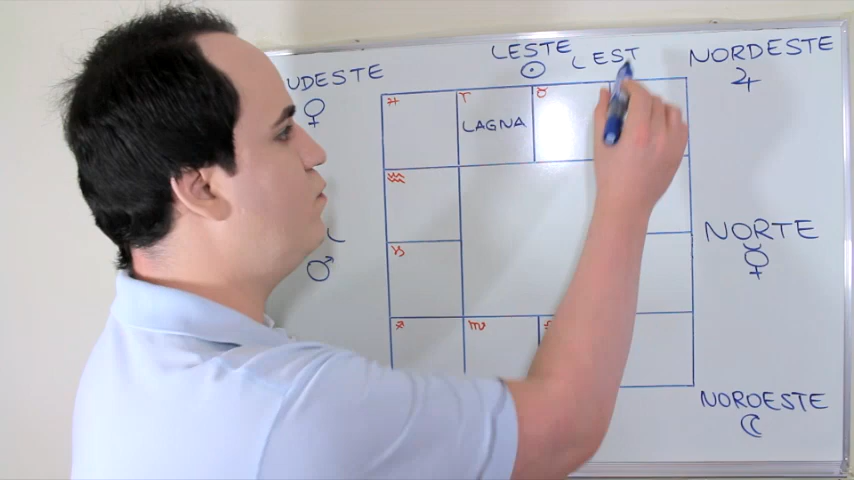 LESTE LEST NORDESTE
UDESTE
☉
♃
♀
♓ ♈ ♉
LAGNA
♒
NORTE
☿
♂
♑
♐ ♏
NOROESTE
☾